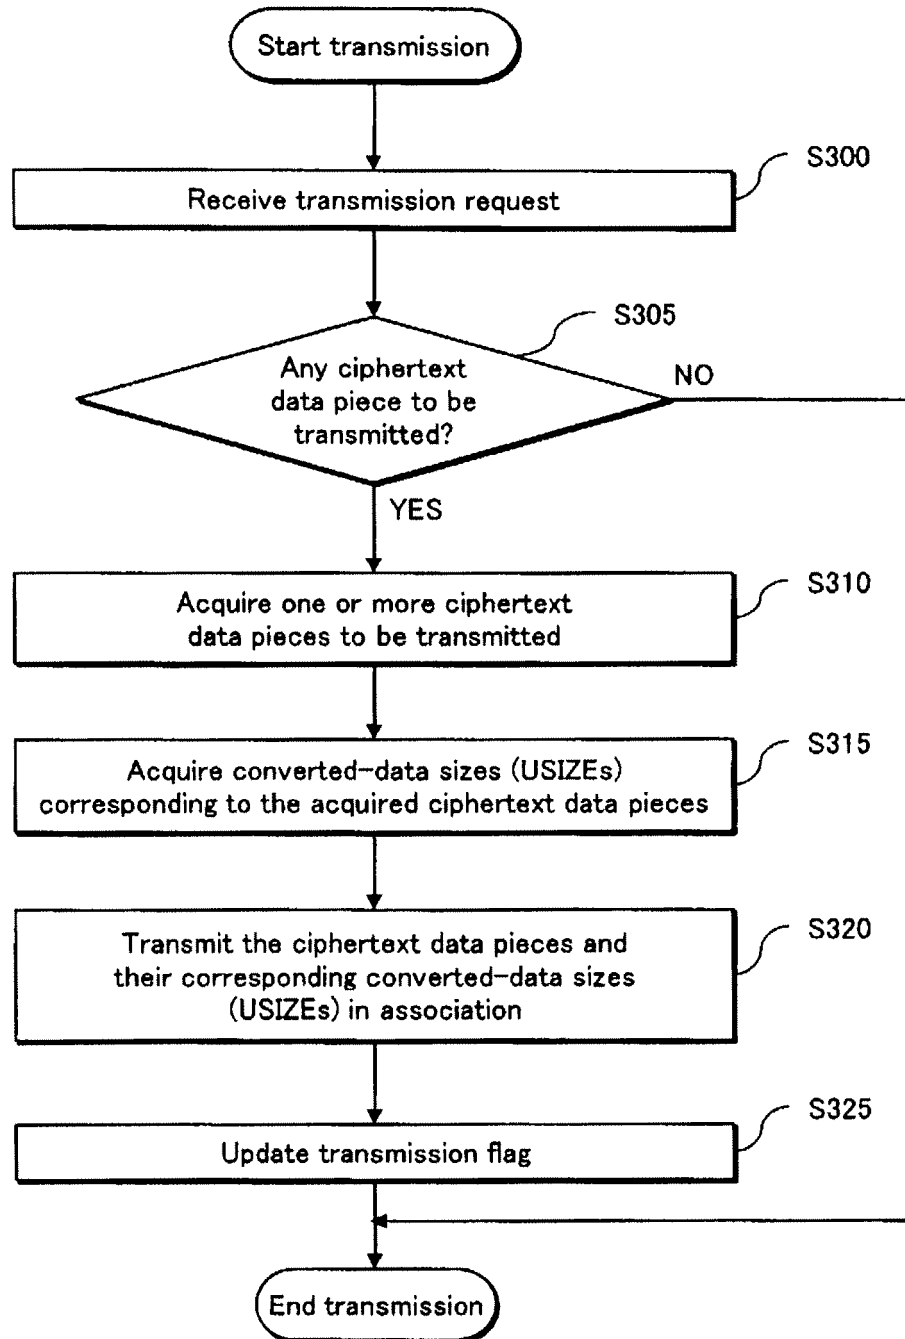 Start transmission
S300
Receive transmission request
S305
Any ciphertext
data piece to be
transmitted?
NO
YES
S310
Acquire one or more ciphertext
data pieces to be transmitted
S315
Acquire converted-data sizes (USIZEs)
corresponding to the acquired ciphertext data pieces
S320
Transmit the ciphertext data pieces and
their corresponding converted-data sizes
(USIZEs) in association
S325
Update transmission flag
End transmission